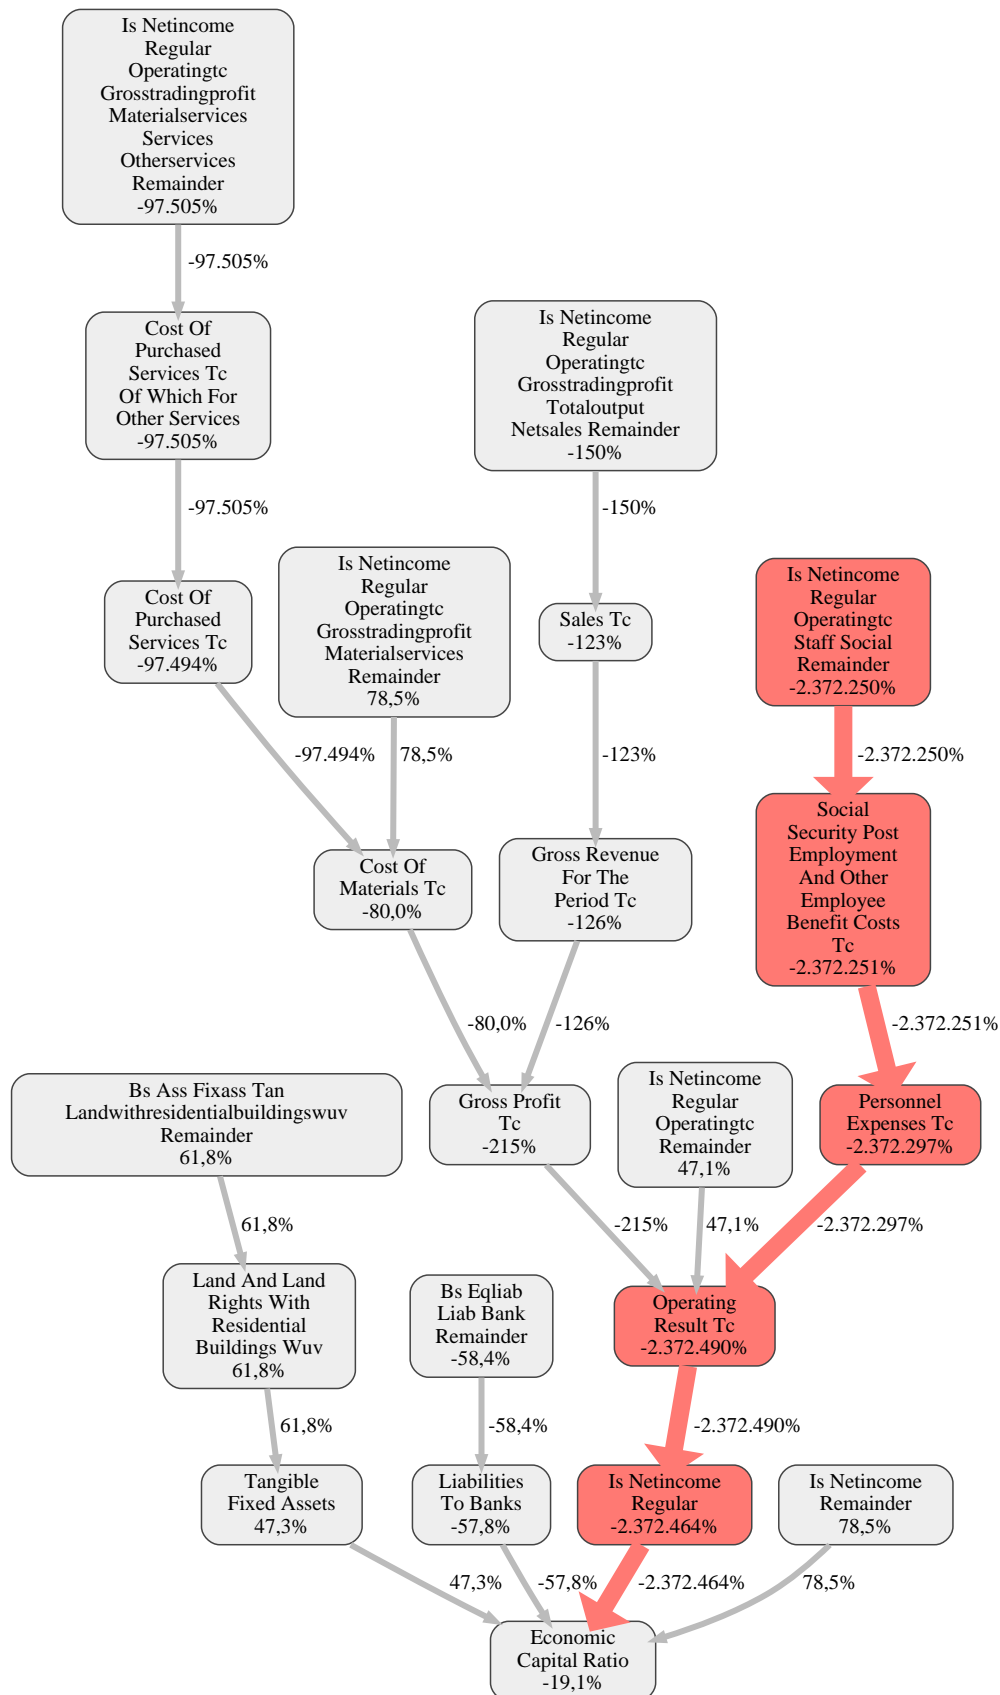 Is Netincome
Regular
Operatingtc
Grosstradingprofit
Materialservices
Services
Otherservices
Remainder
-97.505%
-97.505%
Cost Of
Purchased
Services Tc
Of Which For
Other Services
-97.505%
Is Netincome
Regular
Operatingtc
Grosstradingprofit
Totaloutput
Netsales Remainder
-150%
-97.505%
-150%
Cost Of
Purchased
Services Tc
-97.494%
Is Netincome
Regular
Operatingtc
Grosstradingprofit
Materialservices
Remainder
78,5%
Sales Tc
-123%
Is Netincome
Regular
Operatingtc
Staff Social
Remainder
-2.372.250%
-97.494%
78,5%
-123%
-2.372.250%
Cost Of
Materials Tc
-80,0%
Gross Revenue
For The
Period Tc
-126%
Social
Security Post
Employment
And Other
Employee
Benefit Costs
Tc
-2.372.251%
-80,0%
-126%
-2.372.251%
Bs Ass Fixass Tan
Landwithresidentialbuildingswuv
Remainder
61,8%
Gross Profit
Tc
-215%
Is Netincome
Regular
Operatingtc
Remainder
47,1%
Personnel
Expenses Tc
-2.372.297%
61,8%
-215%
47,1%
-2.372.297%
Land And Land
Rights With
Residential
Buildings Wuv
61,8%
Bs Eqliab
Liab Bank
Remainder
-58,4%
Operating
Result Tc
-2.372.490%
61,8%
-58,4%
-2.372.490%
Tangible
Fixed Assets
47,3%
Liabilities
To Banks
-57,8%
Is Netincome
Regular
-2.372.464%
Is Netincome
Remainder
78,5%
47,3%
-57,8%
-2.372.464%
78,5%
Economic
Capital Ratio
-19,1%